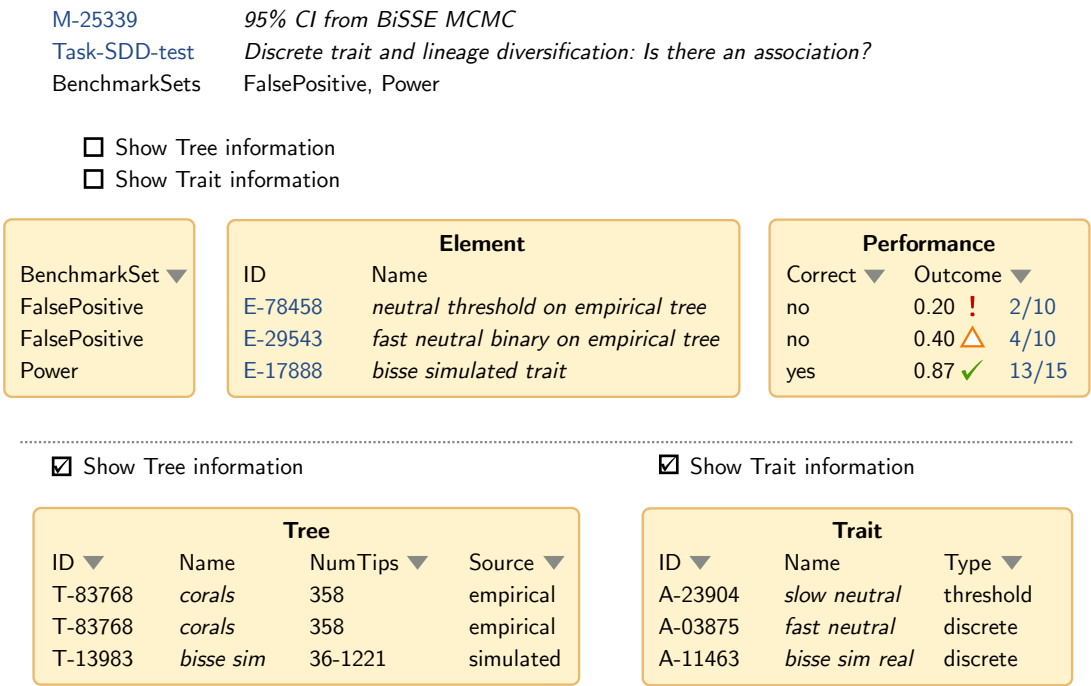 M-25339 95% CI from BiSSE MCMC
Task-SDD-test Discrete trait and lineage diversification: Is there an association?
BenchmarkSets FalsePositive, Power
Show Tree information
Show Trait information
Element Performance
BenchmarkSet ID Name Correct Outcome
FalsePositive E-78458 neutral threshold on empirical tree no 0.20 ! 2/10
FalsePositive E-29543 fast neutral binary on empirical tree no 0.40 4/10
Power E-17888 bisse simulated trait yes 0.87 ✓ 13/15
Show Tree information Show Trait information
Tree Trait
ID Name NumTips Source ID Name Type
T-83768 corals 358 empirical A-23904 slow neutral threshold
T-83768 corals 358 empirical A-03875 fast neutral discrete
T-13983 bisse sim 36-1221 simulated A-11463 bisse sim real discrete